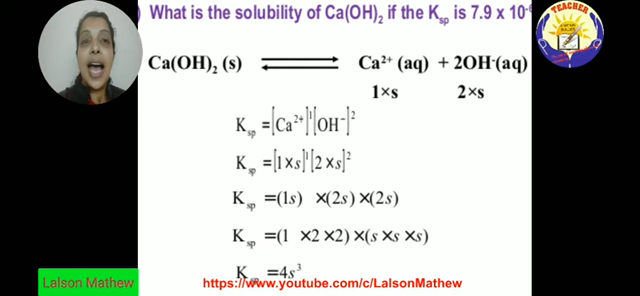 What is the solubility of Ca(OH)₂ if the Kₛₚ is 7.9 x 10⁻⁶
TEACHER
Ca(OH)₂ (s) ⇌ Ca²⁺ (aq) + 2OH⁻(aq)
1×s 2×s
Kₛₚ =[Ca²⁺]¹[OH⁻]²
Kₛₚ =[1×s]¹[2×s]²
Kₛₚ =(1s) ×(2s)×(2s)
Kₛₚ =(1 ×2×2)×(s×s×s)
Kₛₚ =4s³
Lalson Mathew
https://www.youtube.com/c/LalsonMathew